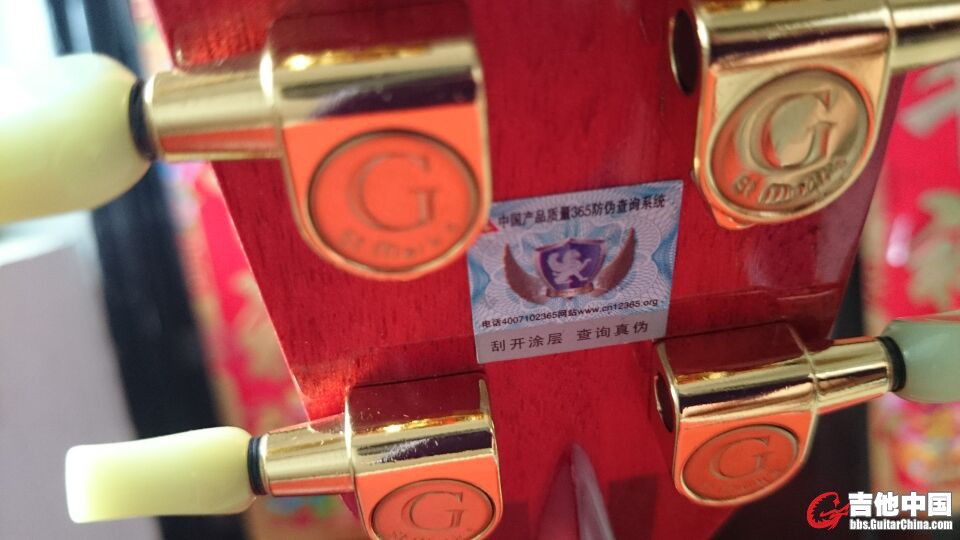 G
G
St Marks
中国产品质量365防伪查询系统
电话4007102365网站www.cn12365.org
刮开涂层 查询真伪
G
G
吉他中国
bbs.GuitarChina.com